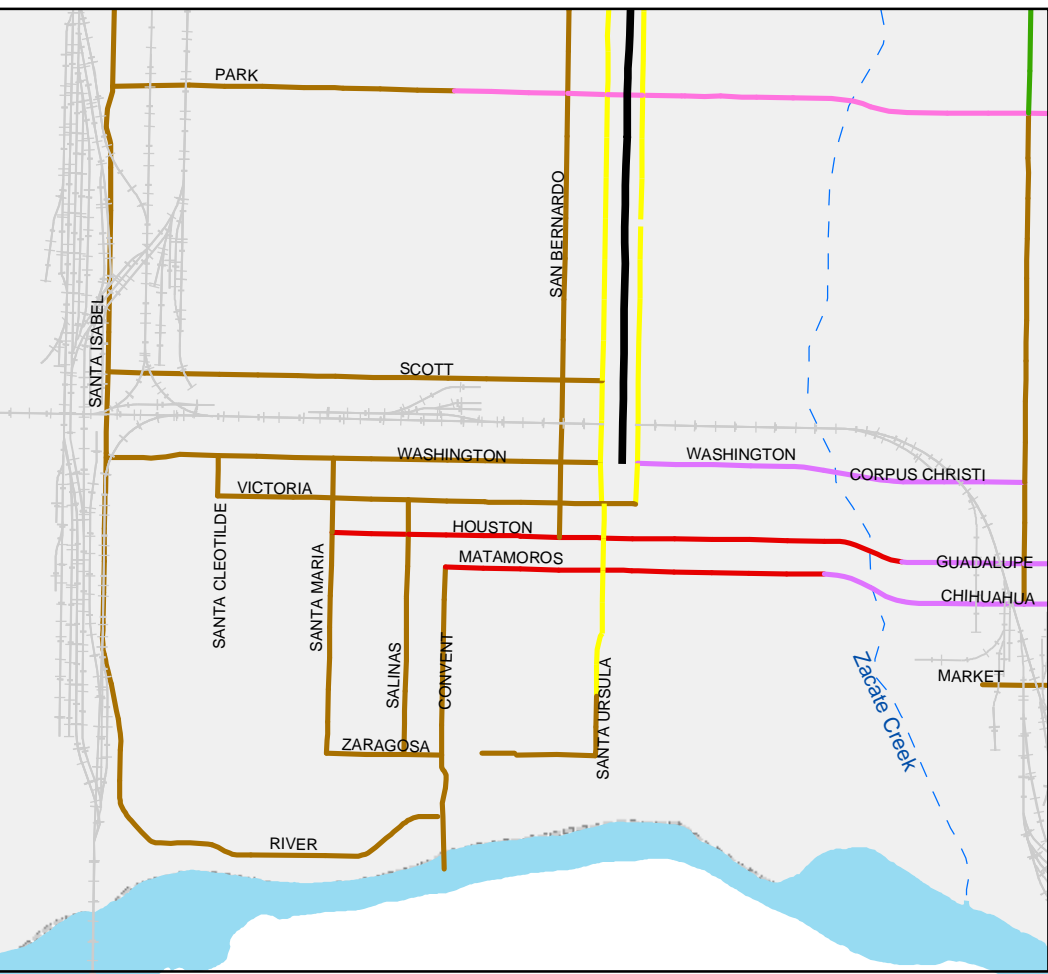 PARK
SAN BERNARDO
SANTA ISABEL
SCOTT
WASHINGTON
WASHINGTON
CORPUS CHRISTI
VICTORIA
SANTA CLEOTILDE
HOUSTON
MATAMOROS
GUADALUPE
SANTA MARIA
CHIHUAHUA
SALINAS
CONVENT
SANTA URSULA
Zacate Creek
MARKET
ZARAGOSA
RIVER